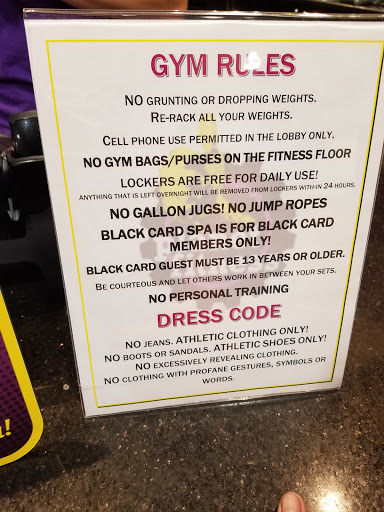 GYM RULES
NO GRUNTING OR DROPPING WEIGHTS.
RE-RACK ALL YOUR WEIGHTS.
CELL PHONE USE PERMITTED IN THE LOBBY ONLY.
NO GYM BAGS/PURSES ON THE FITNESS FLOOR
LOCKERS ARE FREE FOR DAILY USE!
ANYTHING THAT IS LEFT OVERNIGHT WILL BE REMOVED FROM LOCKERS WITH-IN 24 HOURS.
NO GALLON JUGS! NO JUMP ROPES
BLACK CARD SPA IS FOR BLACK CARD
MEMBERS ONLY!
BLACK CARD GUEST MUST BE 13 YEARS OR OLDER.
BE COURTEOUS AND LET OTHERS WORK IN BETWEEN YOUR SETS.
NO PERSONAL TRAINING
DRESS CODE
NO JEANS. ATHLETIC CLOTHING ONLY!
NO BOOTS OR SANDALS. ATHLETIC SHOES ONLY!
NO EXCESSIVELY REVEALING CLOTHING.
NO CLOTHING WITH PROFANE GESTURES, SYMBOLS OR
WORDS.